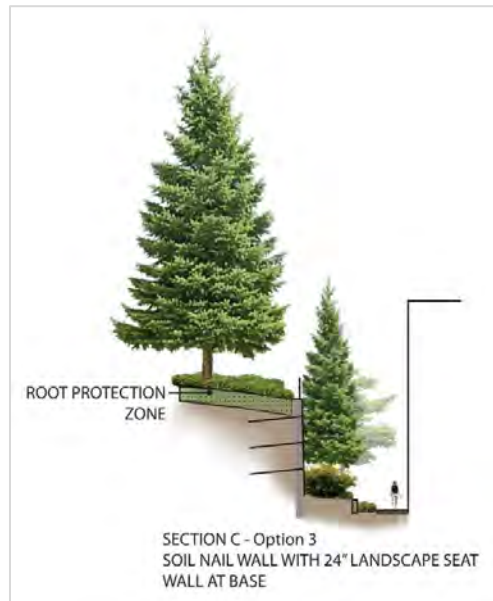 ROOT PROTECTION
ZONE
SECTION C - Option 3
SOIL NAIL WALL WITH 24" LANDSCAPE SEAT
WALL AT BASE